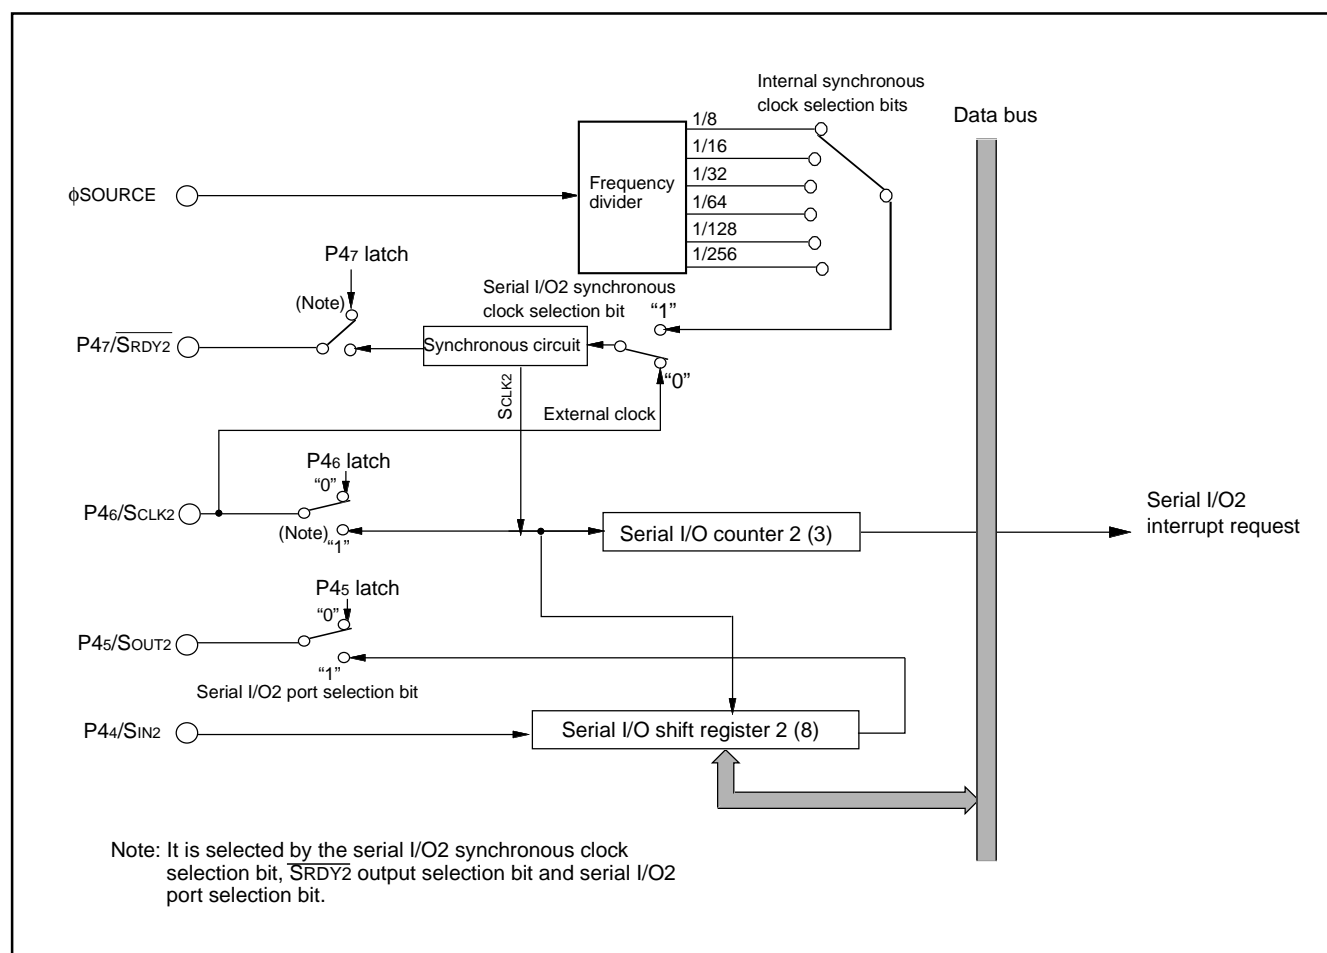 Internal synchronous
clock selection bits
Data bus
1/8
1/16
1/32
1/64
1/128
1/256
Frequency
divider
φSOURCE
P47 latch
(Note)
Serial I/O2 synchronous
clock selection bit
“1”
P47/SRDY2
Synchronous circuit
“0”
SCLK2
External clock
P46 latch
“0”
P46/SCLK2
(Note)
“1”
Serial I/O counter 2 (3)
Serial I/O2
interrupt request
P45 latch
“0”
P45/SOUT2
“1”
Serial I/O2 port selection bit
P44/SIN2
Serial I/O shift register 2 (8)
Note: It is selected by the serial I/O2 synchronous clock
selection bit, SRDY2 output selection bit and serial I/O2
port selection bit.